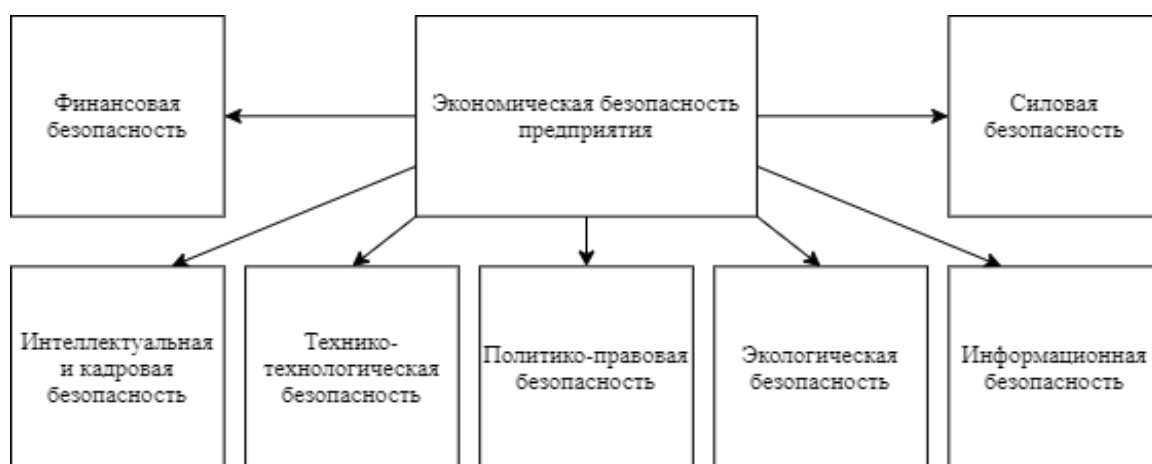 Финансовая
безопасность
Экономическая безопасность
предприятия
Силовая
безопасность
Интеллектуальная
и кадровая
безопасность
Технико-
технологическая
безопасность
Политико-правовая
безопасность
Экологическая
безопасность
Информационная
безопасность